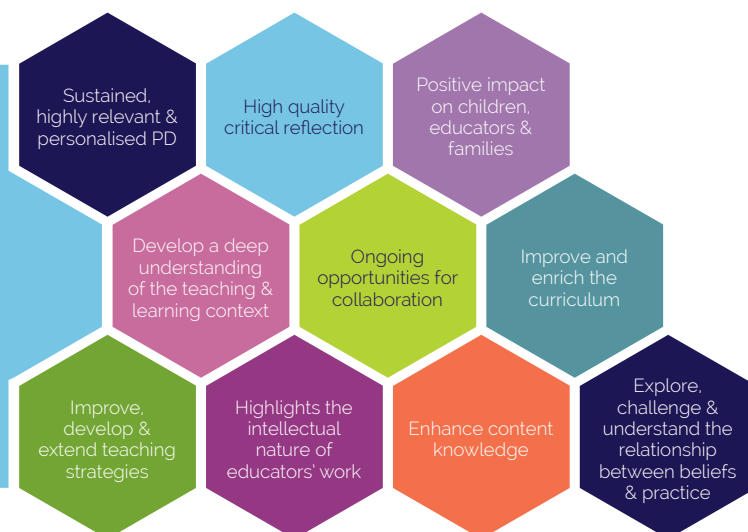 Sustained,
highly relevant &
personalised PD
High quality
critical reflection
Positive impact
on children,
educators &
families
Develop a deep
understanding
of the teaching &
learning context
Ongoing
opportunities for
collaboration
Improve and
enrich the
curriculum
Improve,
develop &
extend teaching
strategies
Highlights the
intellectual
nature of
educators' work
Enhance content
knowledge
Explore,
challenge &
understand the
relationship
between beliefs
& practice